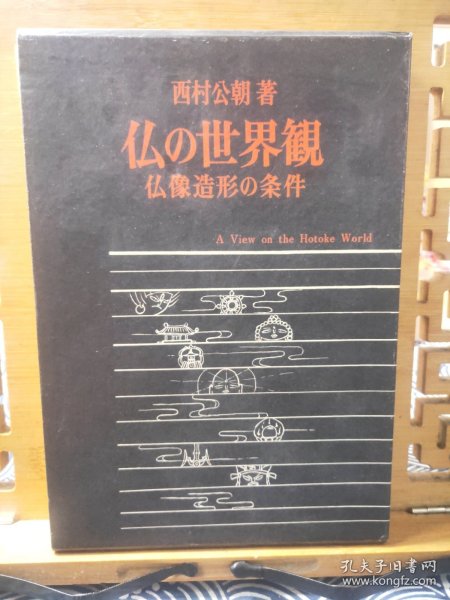 西村公朝 著
仏の世界観
仏像造形の条件
A View on the Hotoke World
孔夫子旧书网
www.kongfz.com